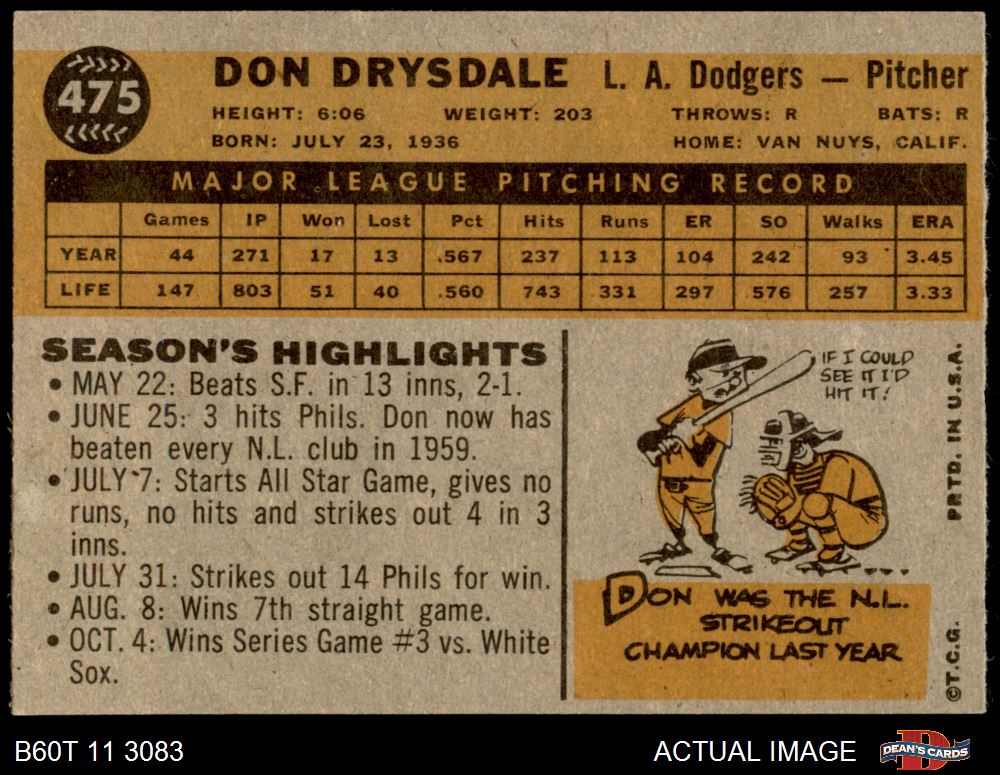 475
DON DRYSDALE L. A. Dodgers — Pitcher
HEIGHT: 6:06 WEIGHT: 203 THROWS: R BATS: R
BORN: JULY 23, 1936 HOME: VAN NUYS, CALIF.
MAJOR LEAGUE PITCHING RECORD
Games IP Won Lost Pct Hits Runs ER SO Walks ERA
YEAR 44 271 17 13 .567 237 113 104 242 93 3.45
LIFE 147 803 51 40 .560 743 331 297 576 257 3.33
SEASON'S HIGHLIGHTS
• MAY 22: Beats S.F. in 13 inns, 2-1.
• JUNE 25: 3 hits Phils. Don now has
beaten every N.L. club in 1959.
• JULY 7: Starts All Star Game, gives no
runs, no hits and strikes out 4 in 3
inns.
• JULY 31: Strikes out 14 Phils for win.
• AUG. 8: Wins 7th straight game.
• OCT. 4: Wins Series Game #3 vs. White
Sox.
IF I COULD
SEE IT I'D
HIT IT!
DON WAS THE N.L.
STRIKEOUT
CHAMPION LAST YEAR
©T.C.G. PRTD. IN U.S.A.
B60T 11 3083 ACTUAL IMAGE DEAN'S CARDS